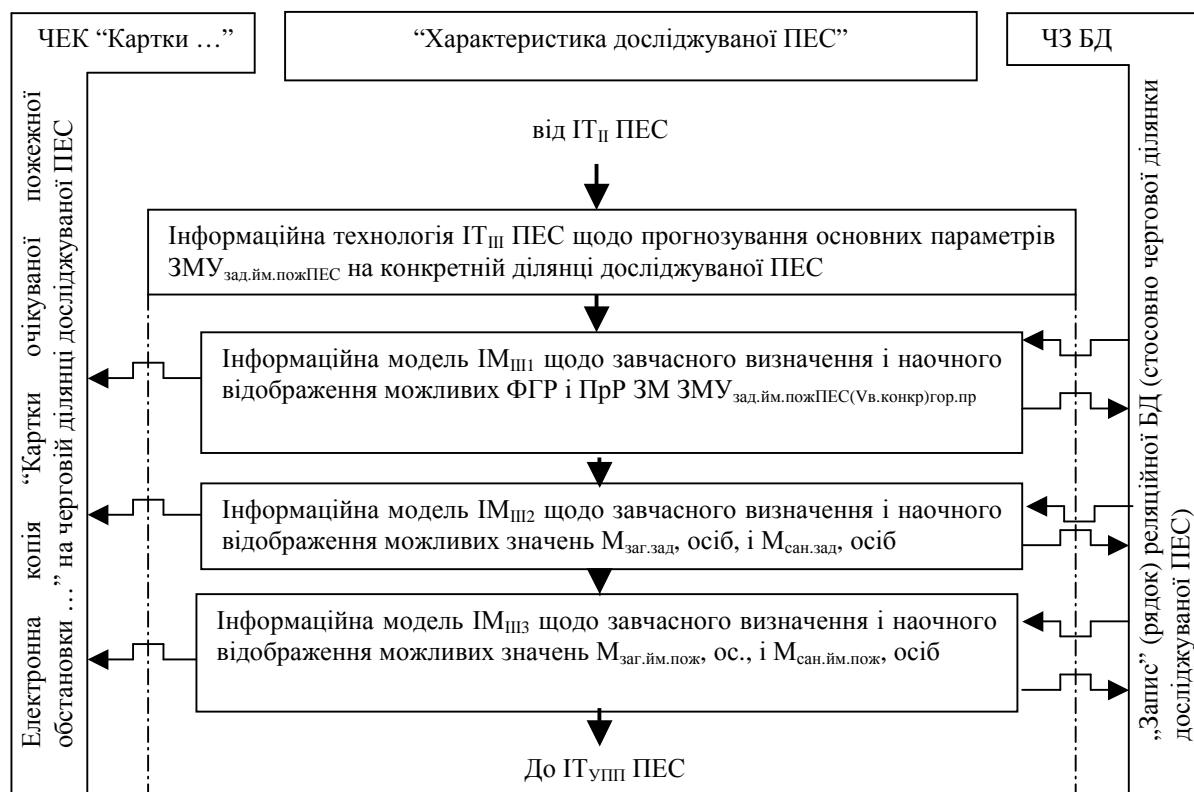 ЧЕК “Картки …”
“Характеристика досліджуваної ПЕС”
ЧЗ БД
Електронна копія “Картки очікуваної пожежної
обстановки …” на черговій ділянці досліджуваної ПЕС
від ІТII ПЕС
Інформаційна технологія ІТIII ПЕС щодо прогнозування основних параметрів
ЗМУзад.йм.пожПЕС на конкретній ділянці досліджуваної ПЕС
Інформаційна модель ІМIII1 щодо завчасного визначення і наочного
відображення можливих ФГР і ПрР ЗМ ЗМУзад.йм.пожПЕС(Vв.конкр)гор.пр
Інформаційна модель ІМIII2 щодо завчасного визначення і наочного
відображення можливих значень Мзаг.зад, осіб, і Мсан.зад, осіб
Інформаційна модель ІМIII3 щодо завчасного визначення і наочного
відображення можливих значень Мзаг.йм.пож, ос., і Мсан.йм.пож, осіб
До ІТУПП ПЕС
„Запис” (рядок) реляційної БД (стосовно чергової ділянки
досліджуваної ПЕС)